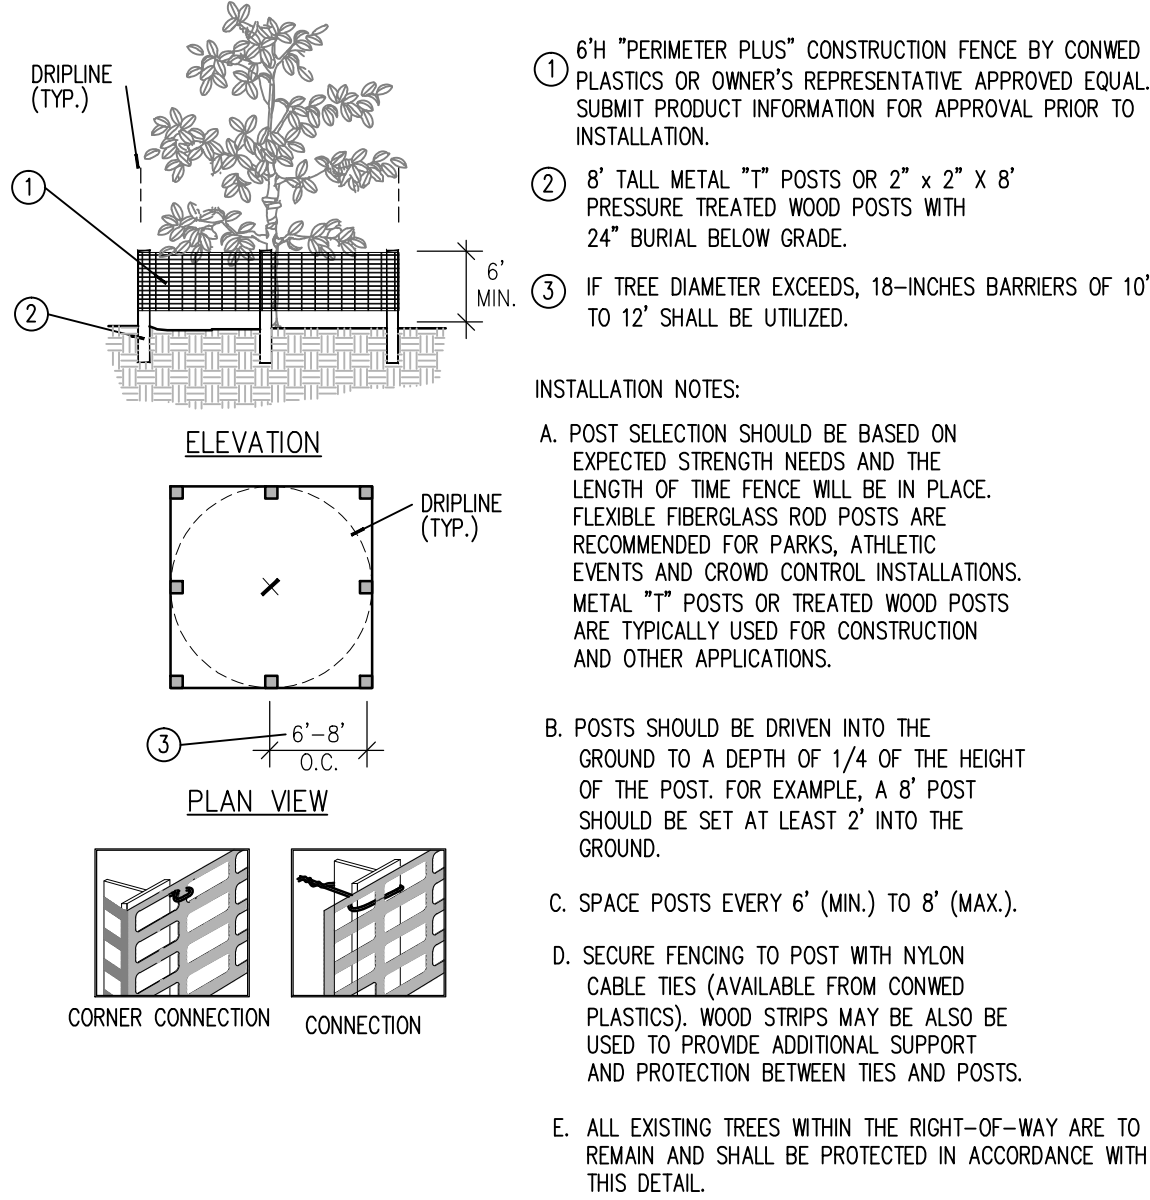 DRIPLINE
(TYP.)
1
2
6'
MIN.
ELEVATION
DRIPLINE
(TYP.)
3
6'-8'
O.C.
PLAN VIEW
CORNER CONNECTION
CONNECTION
1
6'H "PERIMETER PLUS" CONSTRUCTION FENCE BY CONWED
PLASTICS OR OWNER'S REPRESENTATIVE APPROVED EQUAL.
SUBMIT PRODUCT INFORMATION FOR APPROVAL PRIOR TO
INSTALLATION.
2
8' TALL METAL "T" POSTS OR 2" x 2" X 8'
PRESSURE TREATED WOOD POSTS WITH
24" BURIAL BELOW GRADE.
3
IF TREE DIAMETER EXCEEDS, 18-INCHES BARRIERS OF 10'
TO 12' SHALL BE UTILIZED.
INSTALLATION NOTES:
A. POST SELECTION SHOULD BE BASED ON
EXPECTED STRENGTH NEEDS AND THE
LENGTH OF TIME FENCE WILL BE IN PLACE.
FLEXIBLE FIBERGLASS ROD POSTS ARE
RECOMMENDED FOR PARKS, ATHLETIC
EVENTS AND CROWD CONTROL INSTALLATIONS.
METAL "T" POSTS OR TREATED WOOD POSTS
ARE TYPICALLY USED FOR CONSTRUCTION
AND OTHER APPLICATIONS.
B. POSTS SHOULD BE DRIVEN INTO THE
GROUND TO A DEPTH OF 1/4 OF THE HEIGHT
OF THE POST. FOR EXAMPLE, A 8' POST
SHOULD BE SET AT LEAST 2' INTO THE
GROUND.
C. SPACE POSTS EVERY 6' (MIN.) TO 8' (MAX.).
D. SECURE FENCING TO POST WITH NYLON
CABLE TIES (AVAILABLE FROM CONWED
PLASTICS). WOOD STRIPS MAY BE ALSO BE
USED TO PROVIDE ADDITIONAL SUPPORT
AND PROTECTION BETWEEN TIES AND POSTS.
E. ALL EXISTING TREES WITHIN THE RIGHT-OF-WAY ARE TO
REMAIN AND SHALL BE PROTECTED IN ACCORDANCE WITH
THIS DETAIL.